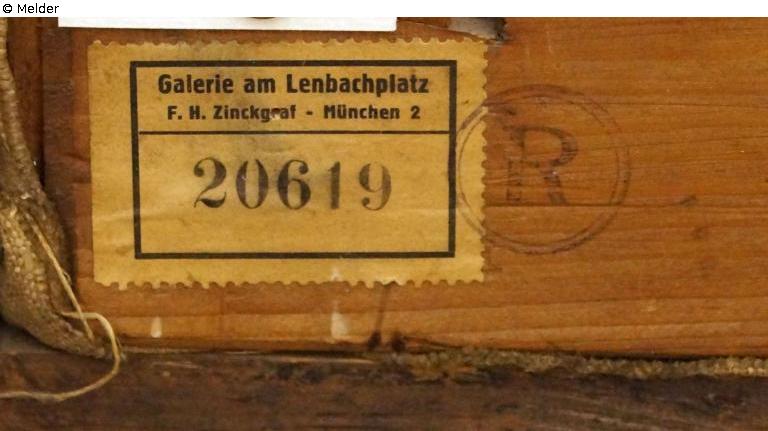 © Melder
Galerie am Lenbachplatz
F. H. Zinckgraf - München 2
20619
R